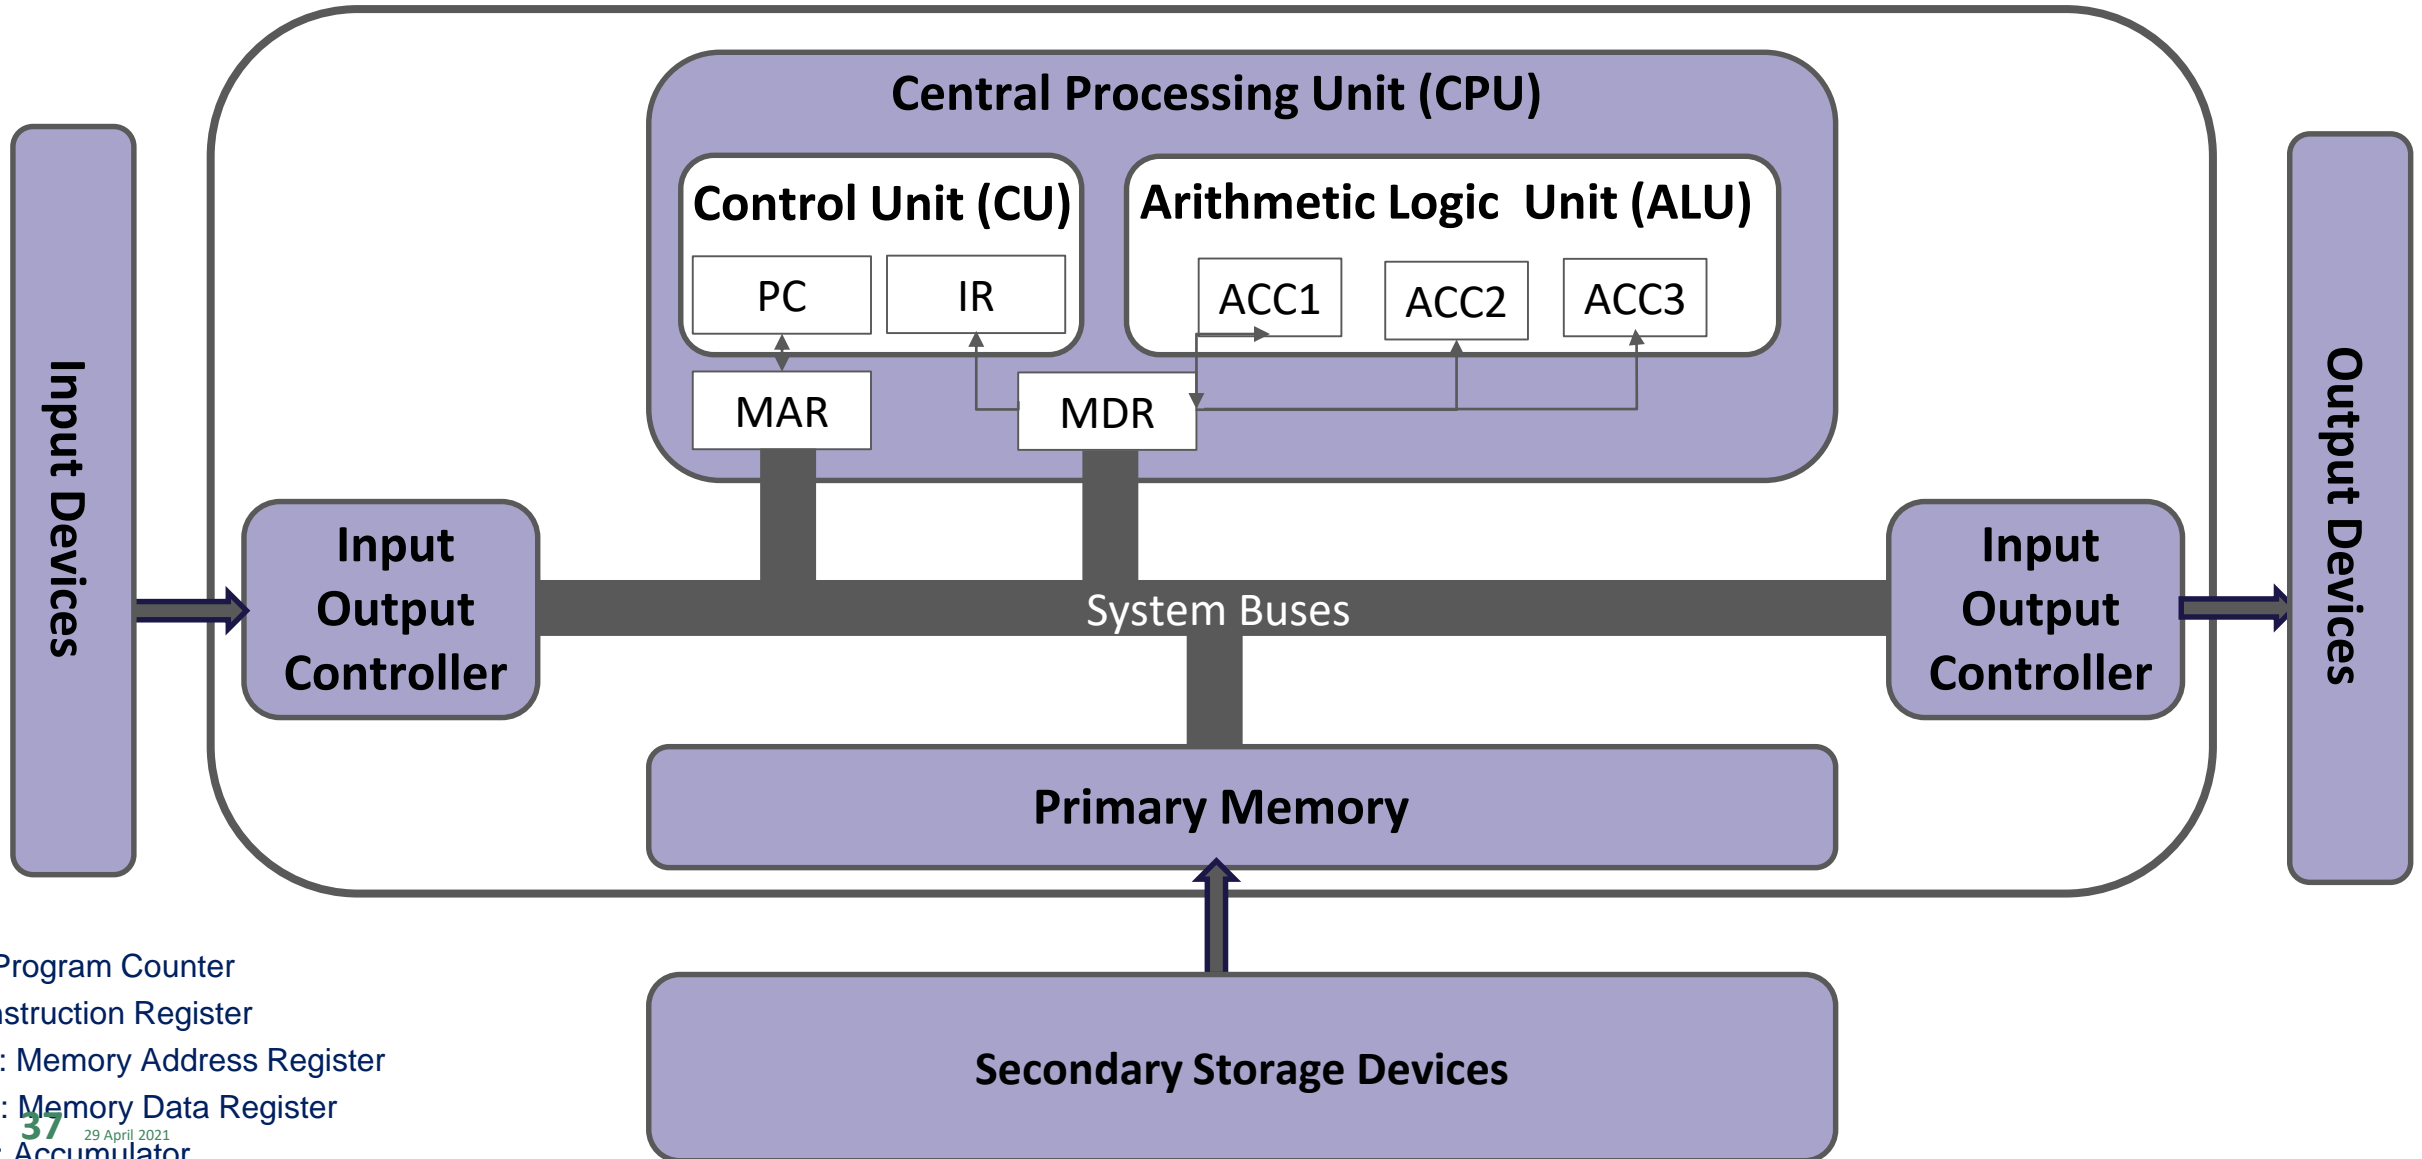 Central Processing Unit (CPU)
Control Unit (CU)
Arithmetic Logic Unit (ALU)
PC
IR
ACC1
ACC2
ACC3
MAR
MDR
Input Devices
Input
Output
Controller
System Buses
Input
Output
Controller
Output Devices
Primary Memory
Secondary Storage Devices
Program Counter
nstruction Register
: Memory Address Register
: Memory Data Register
37 29 April 2021
: Accumulator